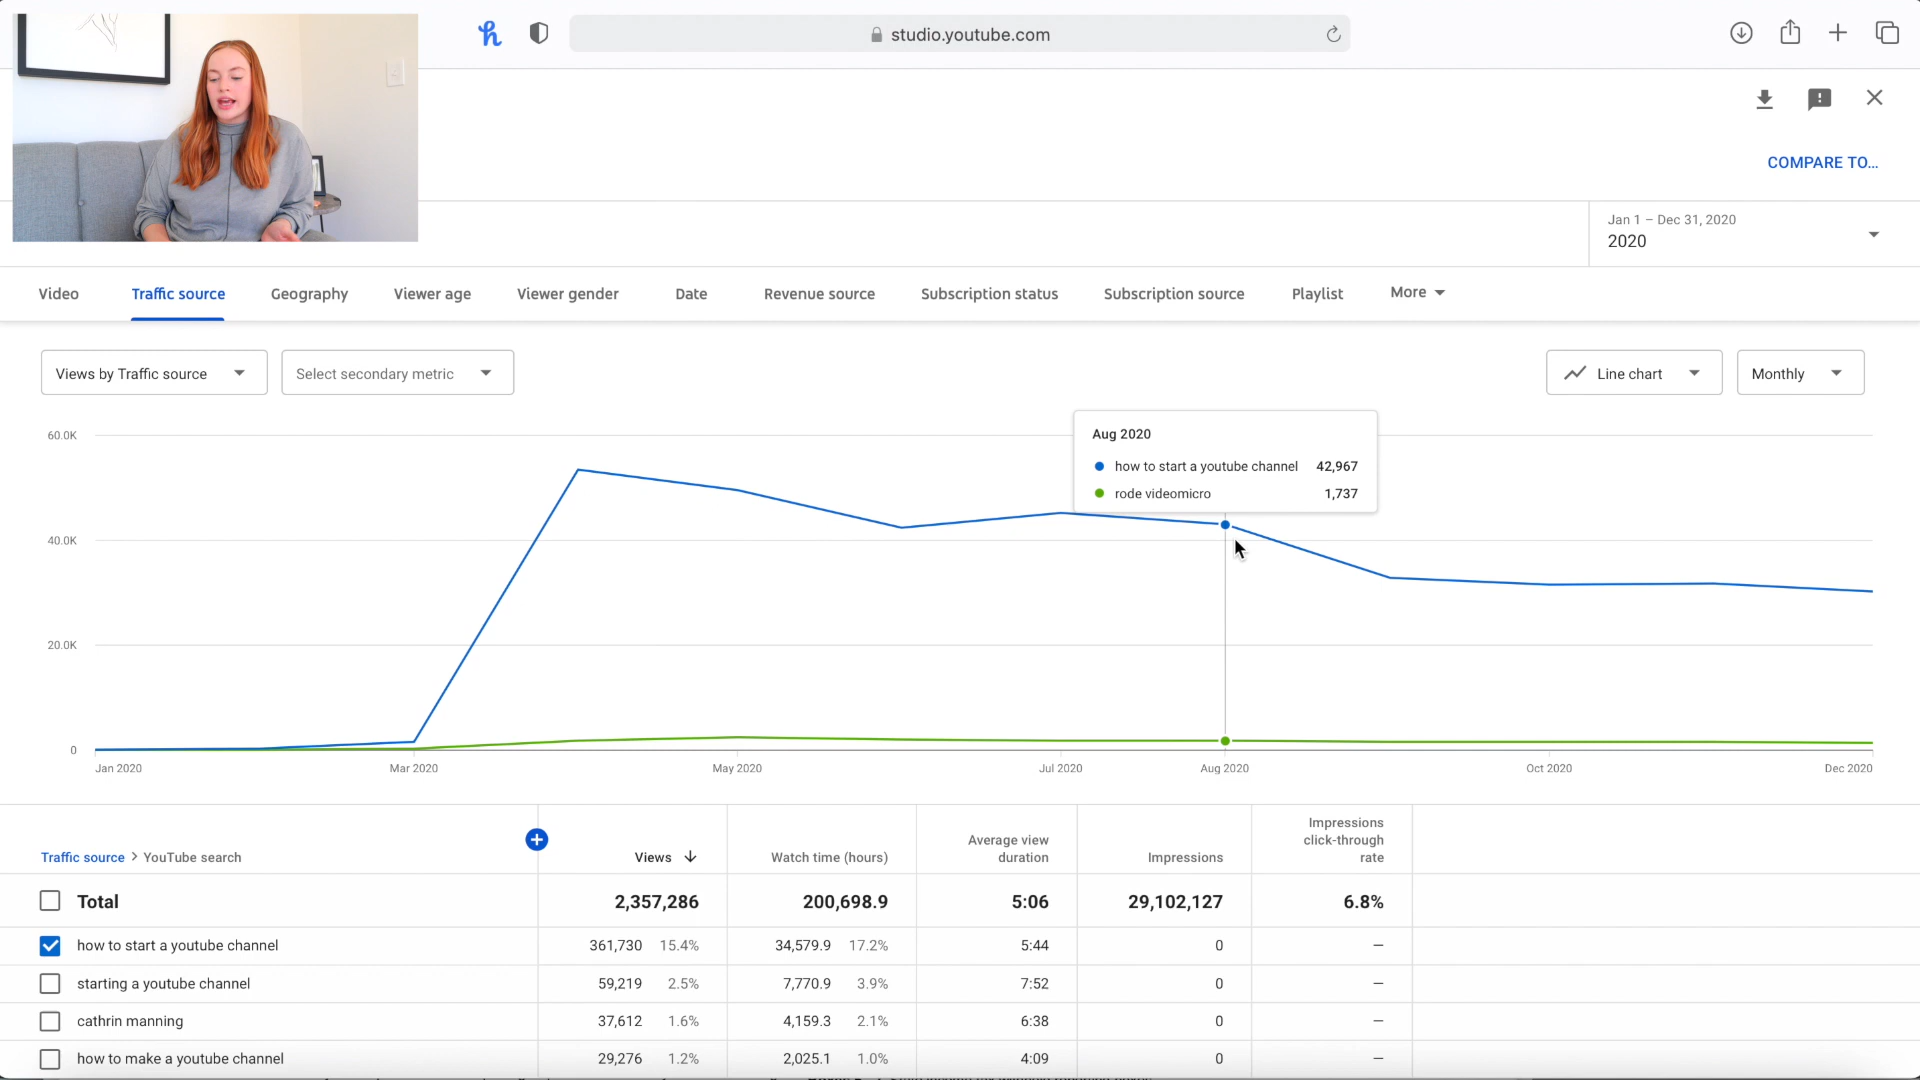 studio.youtube.com
COMPARE TO...
Jan 1 – Dec 31, 2020
2020
Video
Traffic source
Geography
Viewer age
Viewer gender
Date
Revenue source
Subscription status
Subscription source
Playlist
More
Views by Traffic source
Select secondary metric
Line chart
Monthly
60.0K
40.0K
20.0K
0
Aug 2020
how to start a youtube channel 42,967
rode videomicro 1,737
Jan 2020
Mar 2020
May 2020
Jul 2020
Aug 2020
Oct 2020
Dec 2020
Traffic source > YouTube search
Views
Watch time (hours)
Average view
duration
Impressions
Impressions
click-through
rate
Total 2,357,286 200,698.9 5:06 29,102,127 6.8%
how to start a youtube channel 361,730 15.4% 34,579.9 17.2% 5:44 0 —
starting a youtube channel 59,219 2.5% 7,770.9 3.9% 7:52 0 —
cathrin manning 37,612 1.6% 4,159.3 2.1% 6:38 0 —
how to make a youtube channel 29,276 1.2% 2,025.1 1.0% 4:09 0 —